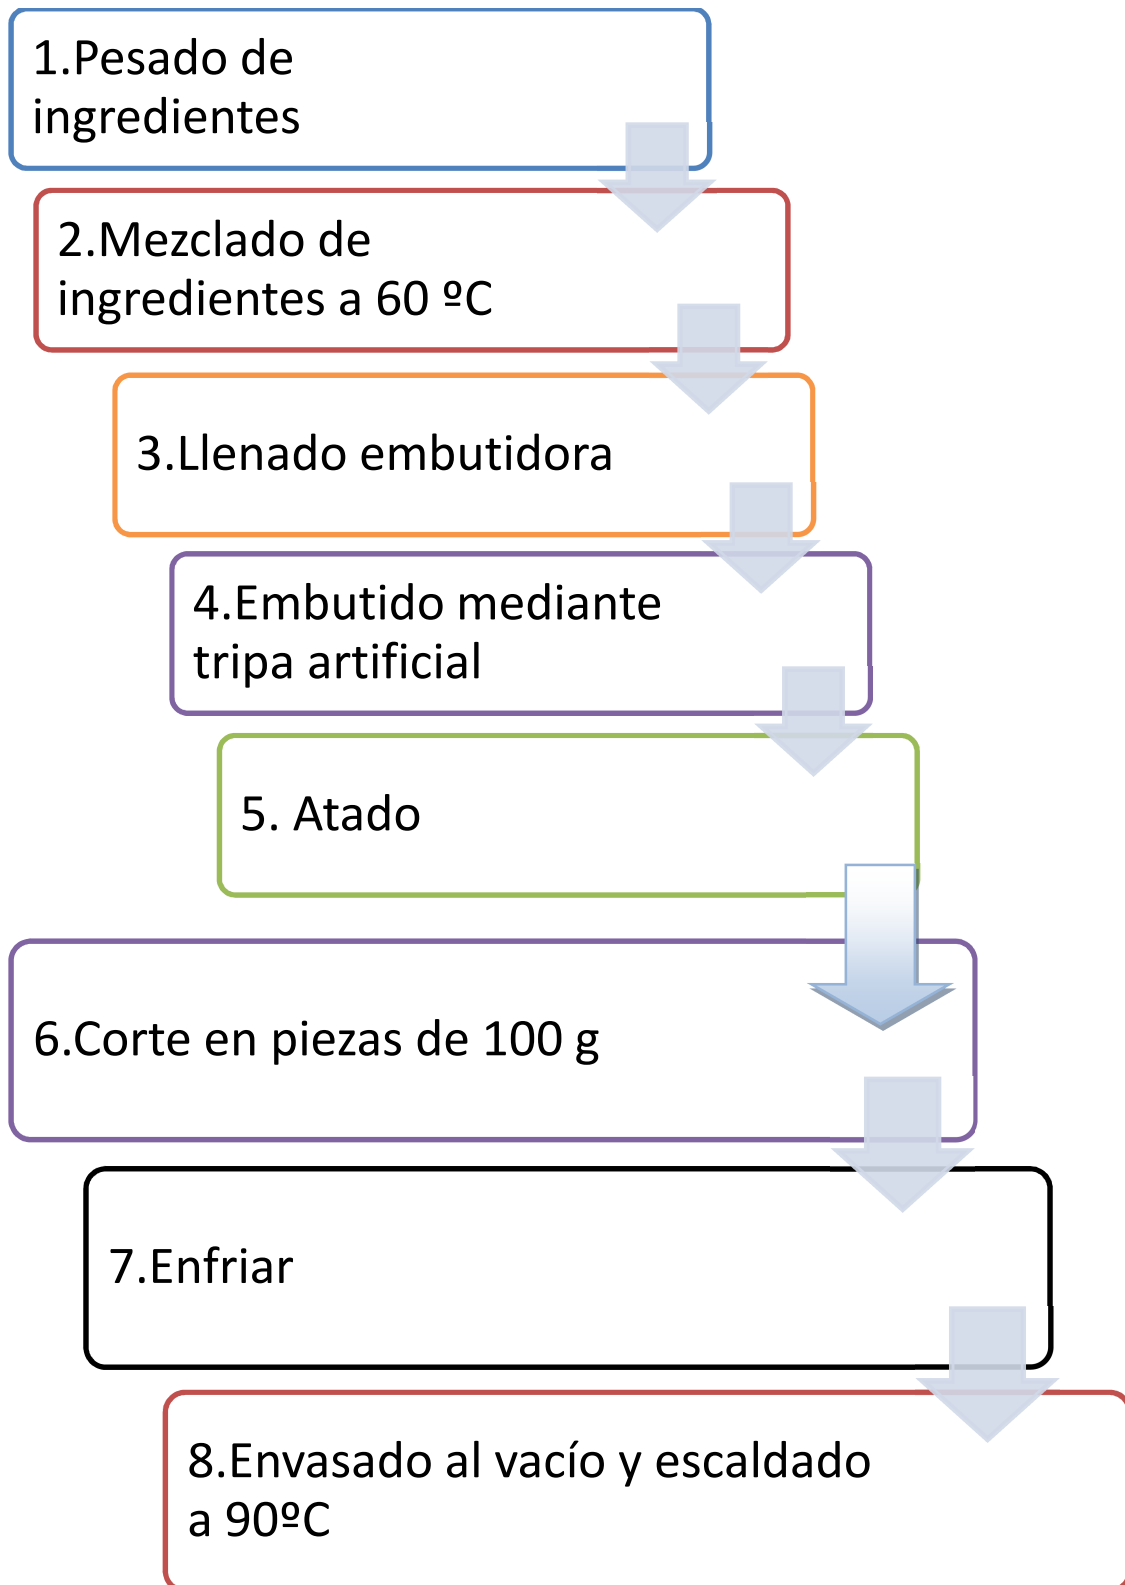 1.Pesado de
ingredientes
2.Mezclado de
ingredientes a 60 ºC
3.Llenado embutidora
4.Embutido mediante
tripa artificial
5. Atado
6.Corte en piezas de 100 g
7.Enfriar
8.Envasado al vacío y escaldado
a 90ºC